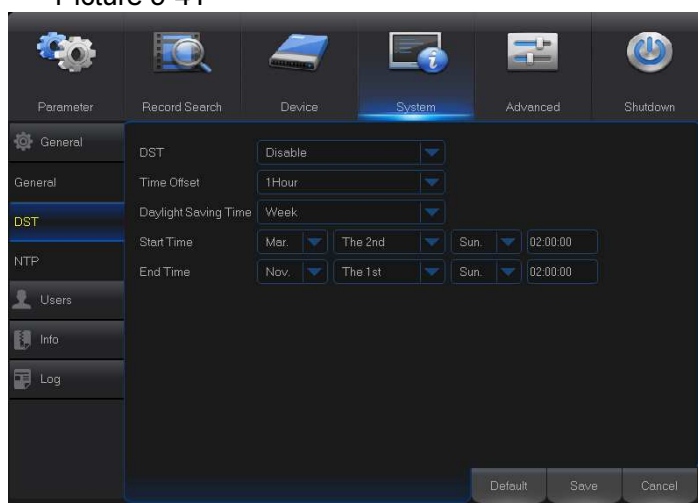 Picture
Parameter
Record Search
Device
System
Advanced
Shutdown
General
General
DST
NTP
Users
Info
Log
DST Disable
Time Offset 1Hour
Daylight Saving Time Week
Start Time Mar. The 2nd Sun. 02:00:00
End Time Nov. The 1st Sun. 02:00:00
Default Save Cancel